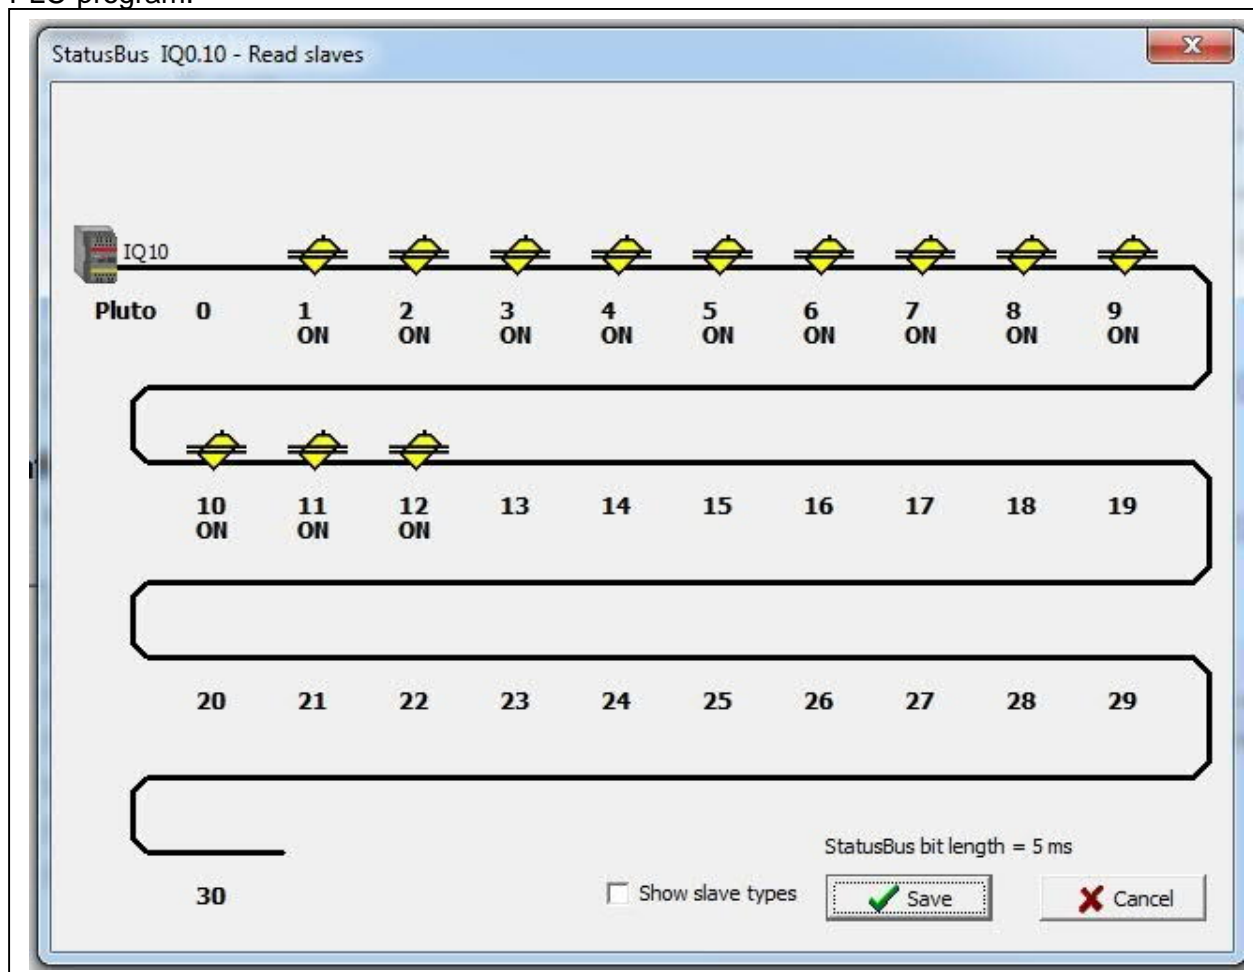 PLC program.
StatusBus IQ0.10 - Read slaves
IQ10
Pluto 0 1 2 3 4 5 6 7 8 9
ON ON ON ON ON ON ON ON ON
10 11 12 13 14 15 16 17 18 19
ON ON ON
20 21 22 23 24 25 26 27 28 29
StatusBus bit length = 5 ms
30 Show slave types Save Cancel